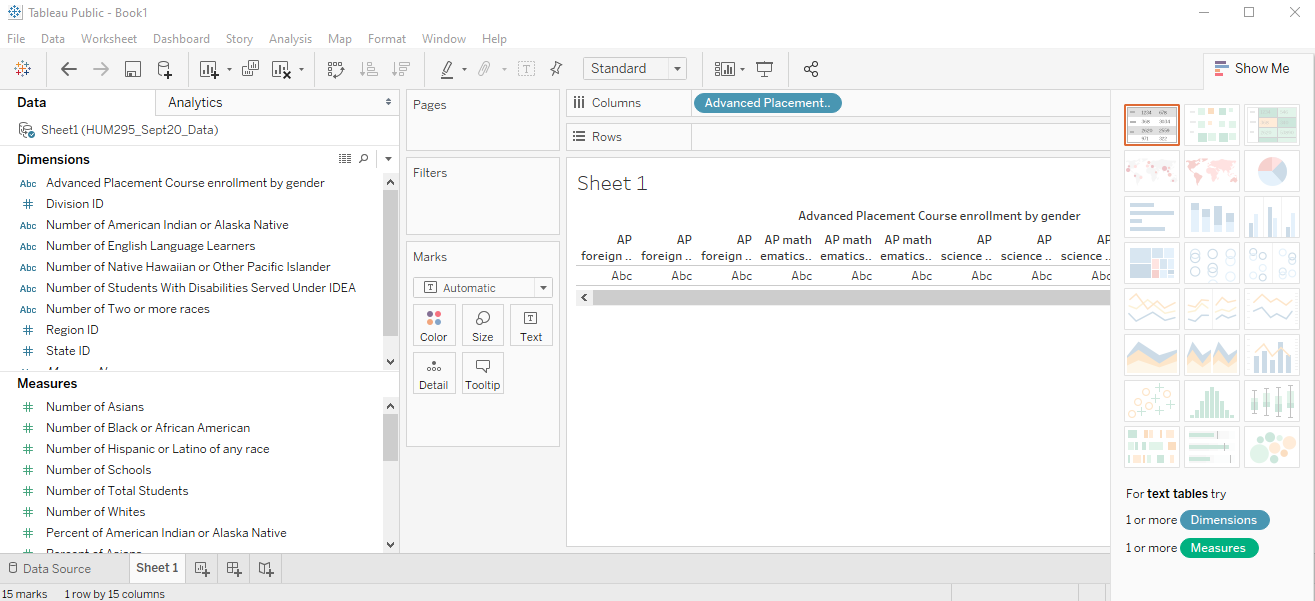 Tableau Public - Book1
File Data Worksheet Dashboard Story Analysis Map Format Window Help
Standard
Show Me
Data Analytics
Sheet1 (HUM295_Sept20_Data)
Dimensions
Abc Advanced Placement Course enrollment by gender
# Division ID
Abc Number of American Indian or Alaska Native
Abc Number of English Language Learners
Abc Number of Native Hawaiian or Other Pacific Islander
Abc Number of Students With Disabilities Served Under IDEA
Abc Number of Two or more races
# Region ID
# State ID
Measures
# Number of Asians
# Number of Black or African American
# Number of Hispanic or Latino of any race
# Number of Schools
# Number of Total Students
# Number of Whites
# Percent of American Indian or Alaska Native
Percent of Asians
Pages
Filters
Marks
Automatic
Color Size Text
Detail Tooltip
Columns Advanced Placement..
Rows
Sheet 1
Advanced Placement Course enrollment by gender
AP AP AP AP math AP math AP math AP AP AP
foreign .. foreign .. foreign .. ematics.. ematics.. ematics.. science .. science .. science ..
Abc Abc Abc Abc Abc Abc Abc Abc Abc
For text tables try
1 or more Dimensions
1 or more Measures
Data Source Sheet 1
15 marks 1 row by 15 columns